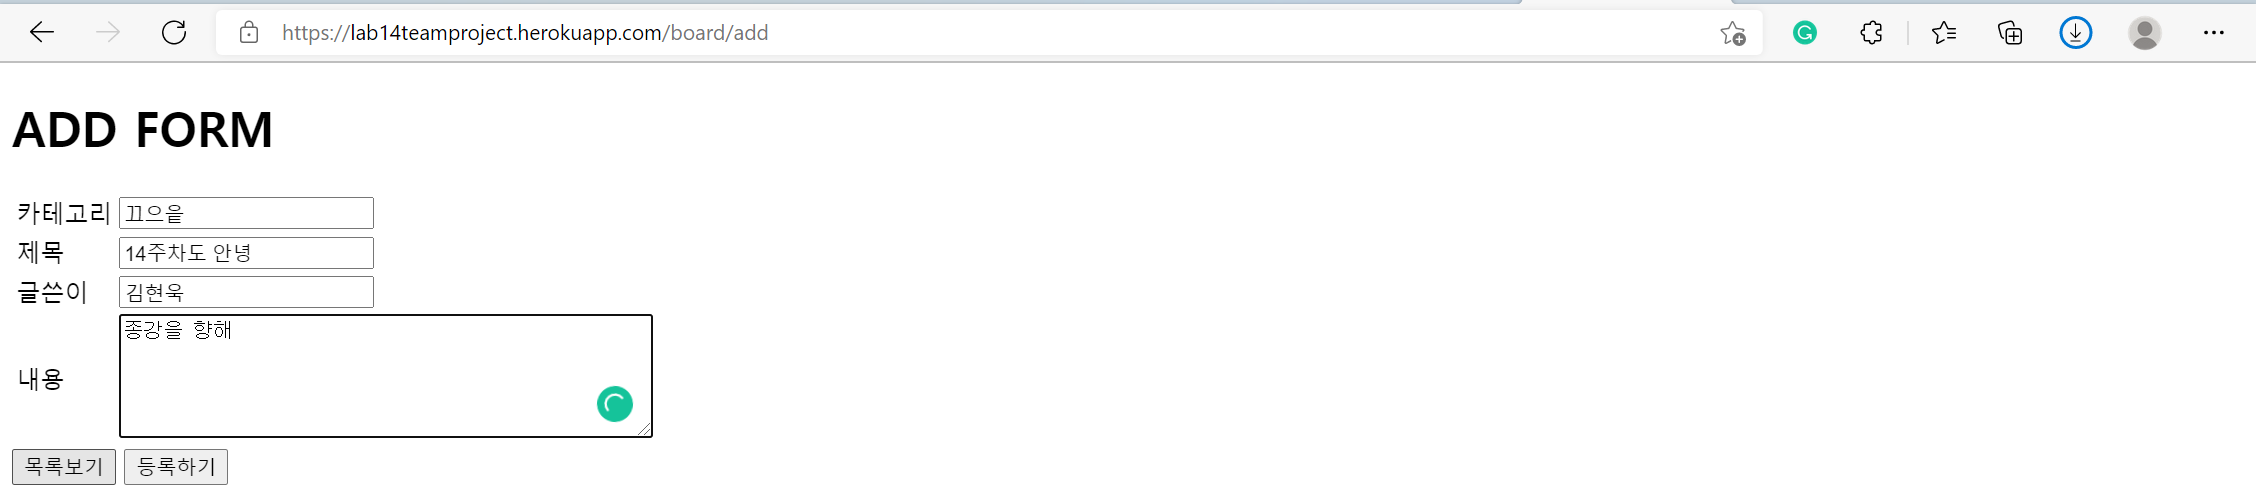 https://lab14teamproject.herokuapp.com/board/add
ADD FORM
카테고리 끄으읕
제목 14주차도 안녕
글쓴이 김현욱
종강을 향해
내용
목록보기 등록하기